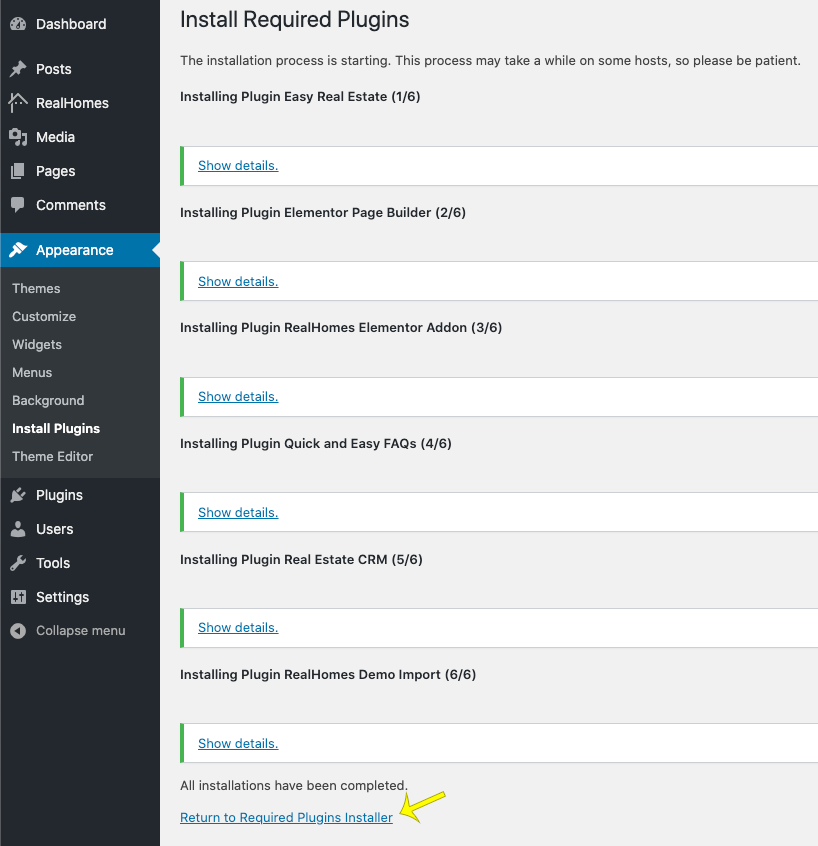 Dashboard
Posts
RealHomes
Media
Pages
Comments
Appearance
Themes
Customize
Widgets
Menus
Background
Install Plugins
Theme Editor
Plugins
Users
Tools
Settings
Collapse menu
Install Required Plugins
The installation process is starting. This process may take a while on some hosts, so please be patient.
Installing Plugin Easy Real Estate (1/6)
Show details.
Installing Plugin Elementor Page Builder (2/6)
Show details.
Installing Plugin RealHomes Elementor Addon (3/6)
Show details.
Installing Plugin Quick and Easy FAQs (4/6)
Show details.
Installing Plugin Real Estate CRM (5/6)
Show details.
Installing Plugin RealHomes Demo Import (6/6)
Show details.
All installations have been completed.
Return to Required Plugins Installer